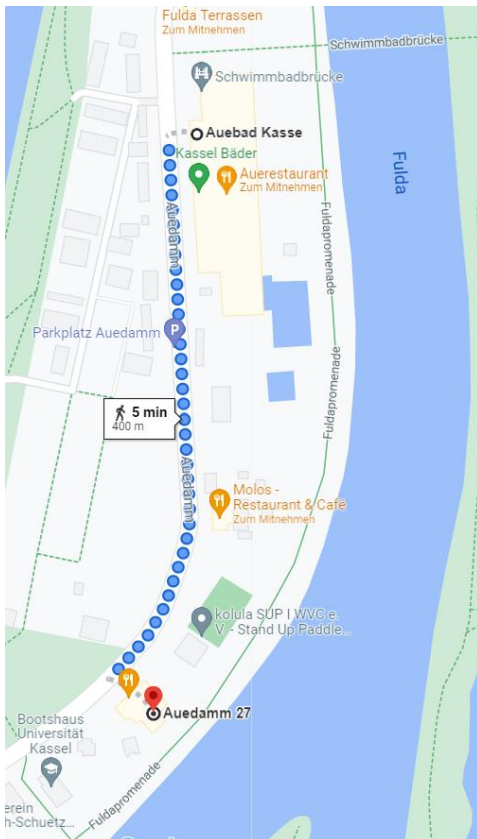 Fulda Terrassen
Zum Mitnehmen
Schwimmbadbrücke
Schwimmbadbrücke
Auebad Kasse
Kassel Bäder
Fulda
Auerestaurant
Zum Mitnehmen
Auedamm
Fuldapromenade
Parkplatz Auedamm
P
Fuldapromenade
5 min
400 m
Auedamm
Molos -
Restaurant & Café
Zum Mitnehmen
kolula SUP I WVC e.
V. - Stand Up Paddle...
Auedamm 27
Bootshaus
Universität
Kassel
Fuldapromenade
erein
h-Schuetz...